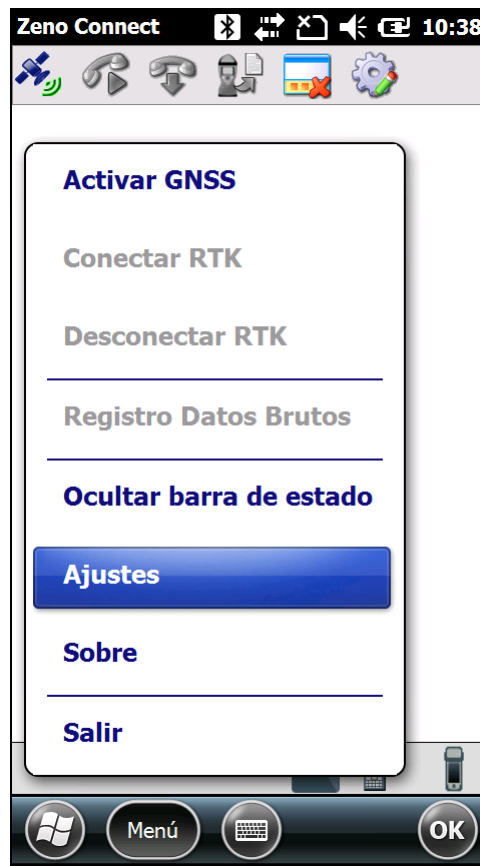 Zeno Connect 10:38
Activar GNSS
Conectar RTK
Desconectar RTK
Registro Datos Brutos
Ocultar barra de estado
Ajustes
Sobre
Salir
Menú OK